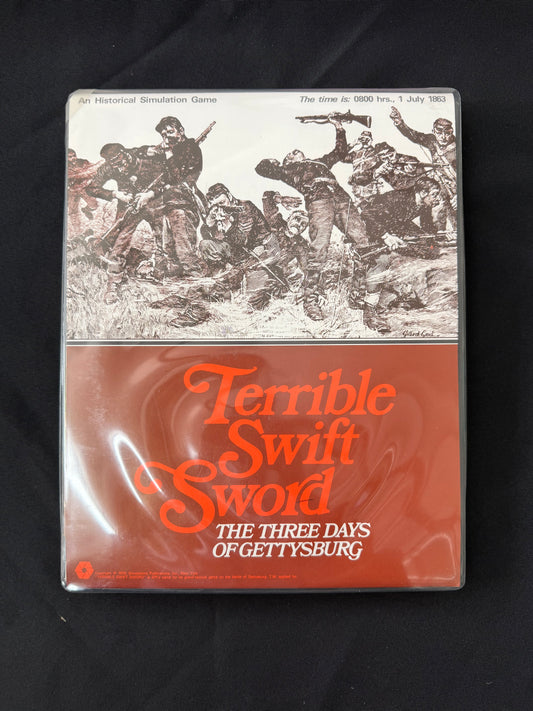 An Historical Simulation Game
The time is: 0800 hrs., 1 July 1863
Terrible
Swift
Sword
THE THREE DAYS
OF GETTYSBURG